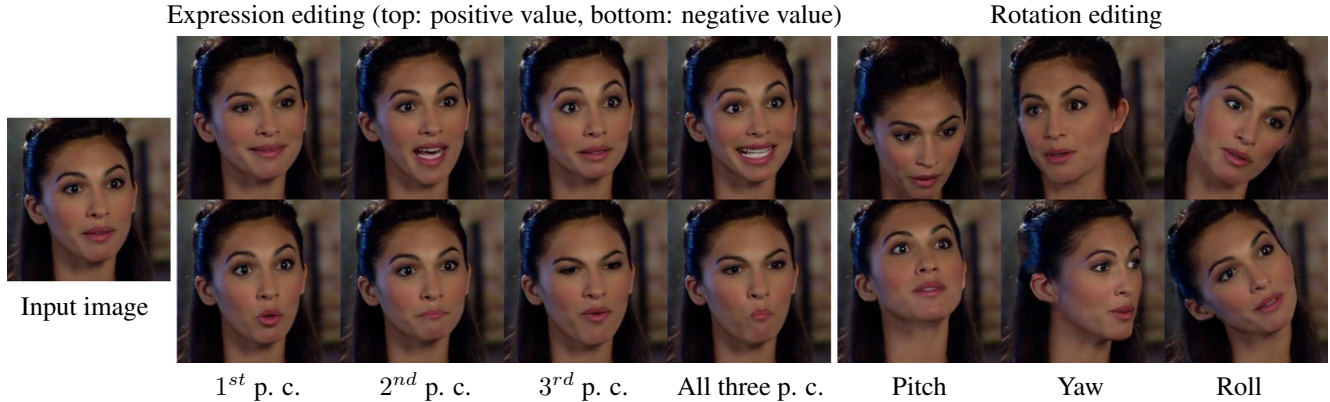 Expression editing (top: positive value, bottom: negative value)
Rotation editing
Input image
1st p. c.
2nd p. c.
3rd p. c.
All three p. c.
Pitch
Yaw
Roll